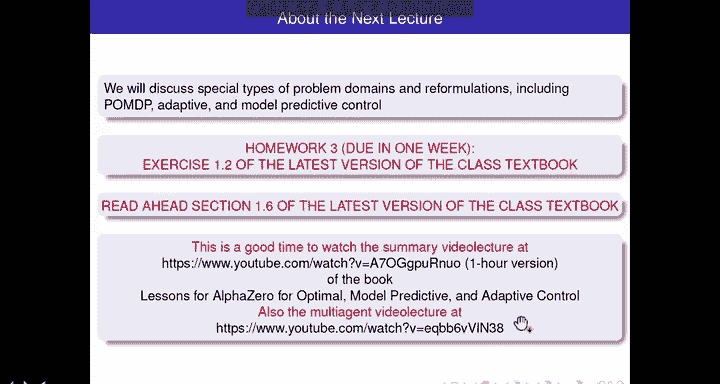 About the Next Lecture
We will discuss special types of problem domains and reformulations, including
POMDP, adaptive, and model predictive control
HOMEWORK 3 (DUE IN ONE WEEK):
EXERCISE 1.2 OF THE LATEST VERSION OF THE CLASS TEXTBOOK
READ AHEAD SECTION 1.6 OF THE LATEST VERSION OF THE CLASS TEXTBOOK
This is a good time to watch the summary videolecture at
https://www.youtube.com/watch?v=A7OGgpuRnuo (1-hour version)
of the book
Lessons for AlphaZero for Optimal, Model Predictive, and Adaptive Control
Also the multiagent videolecture at
https://www.youtube.com/watch?v=eqbb6vVlN38